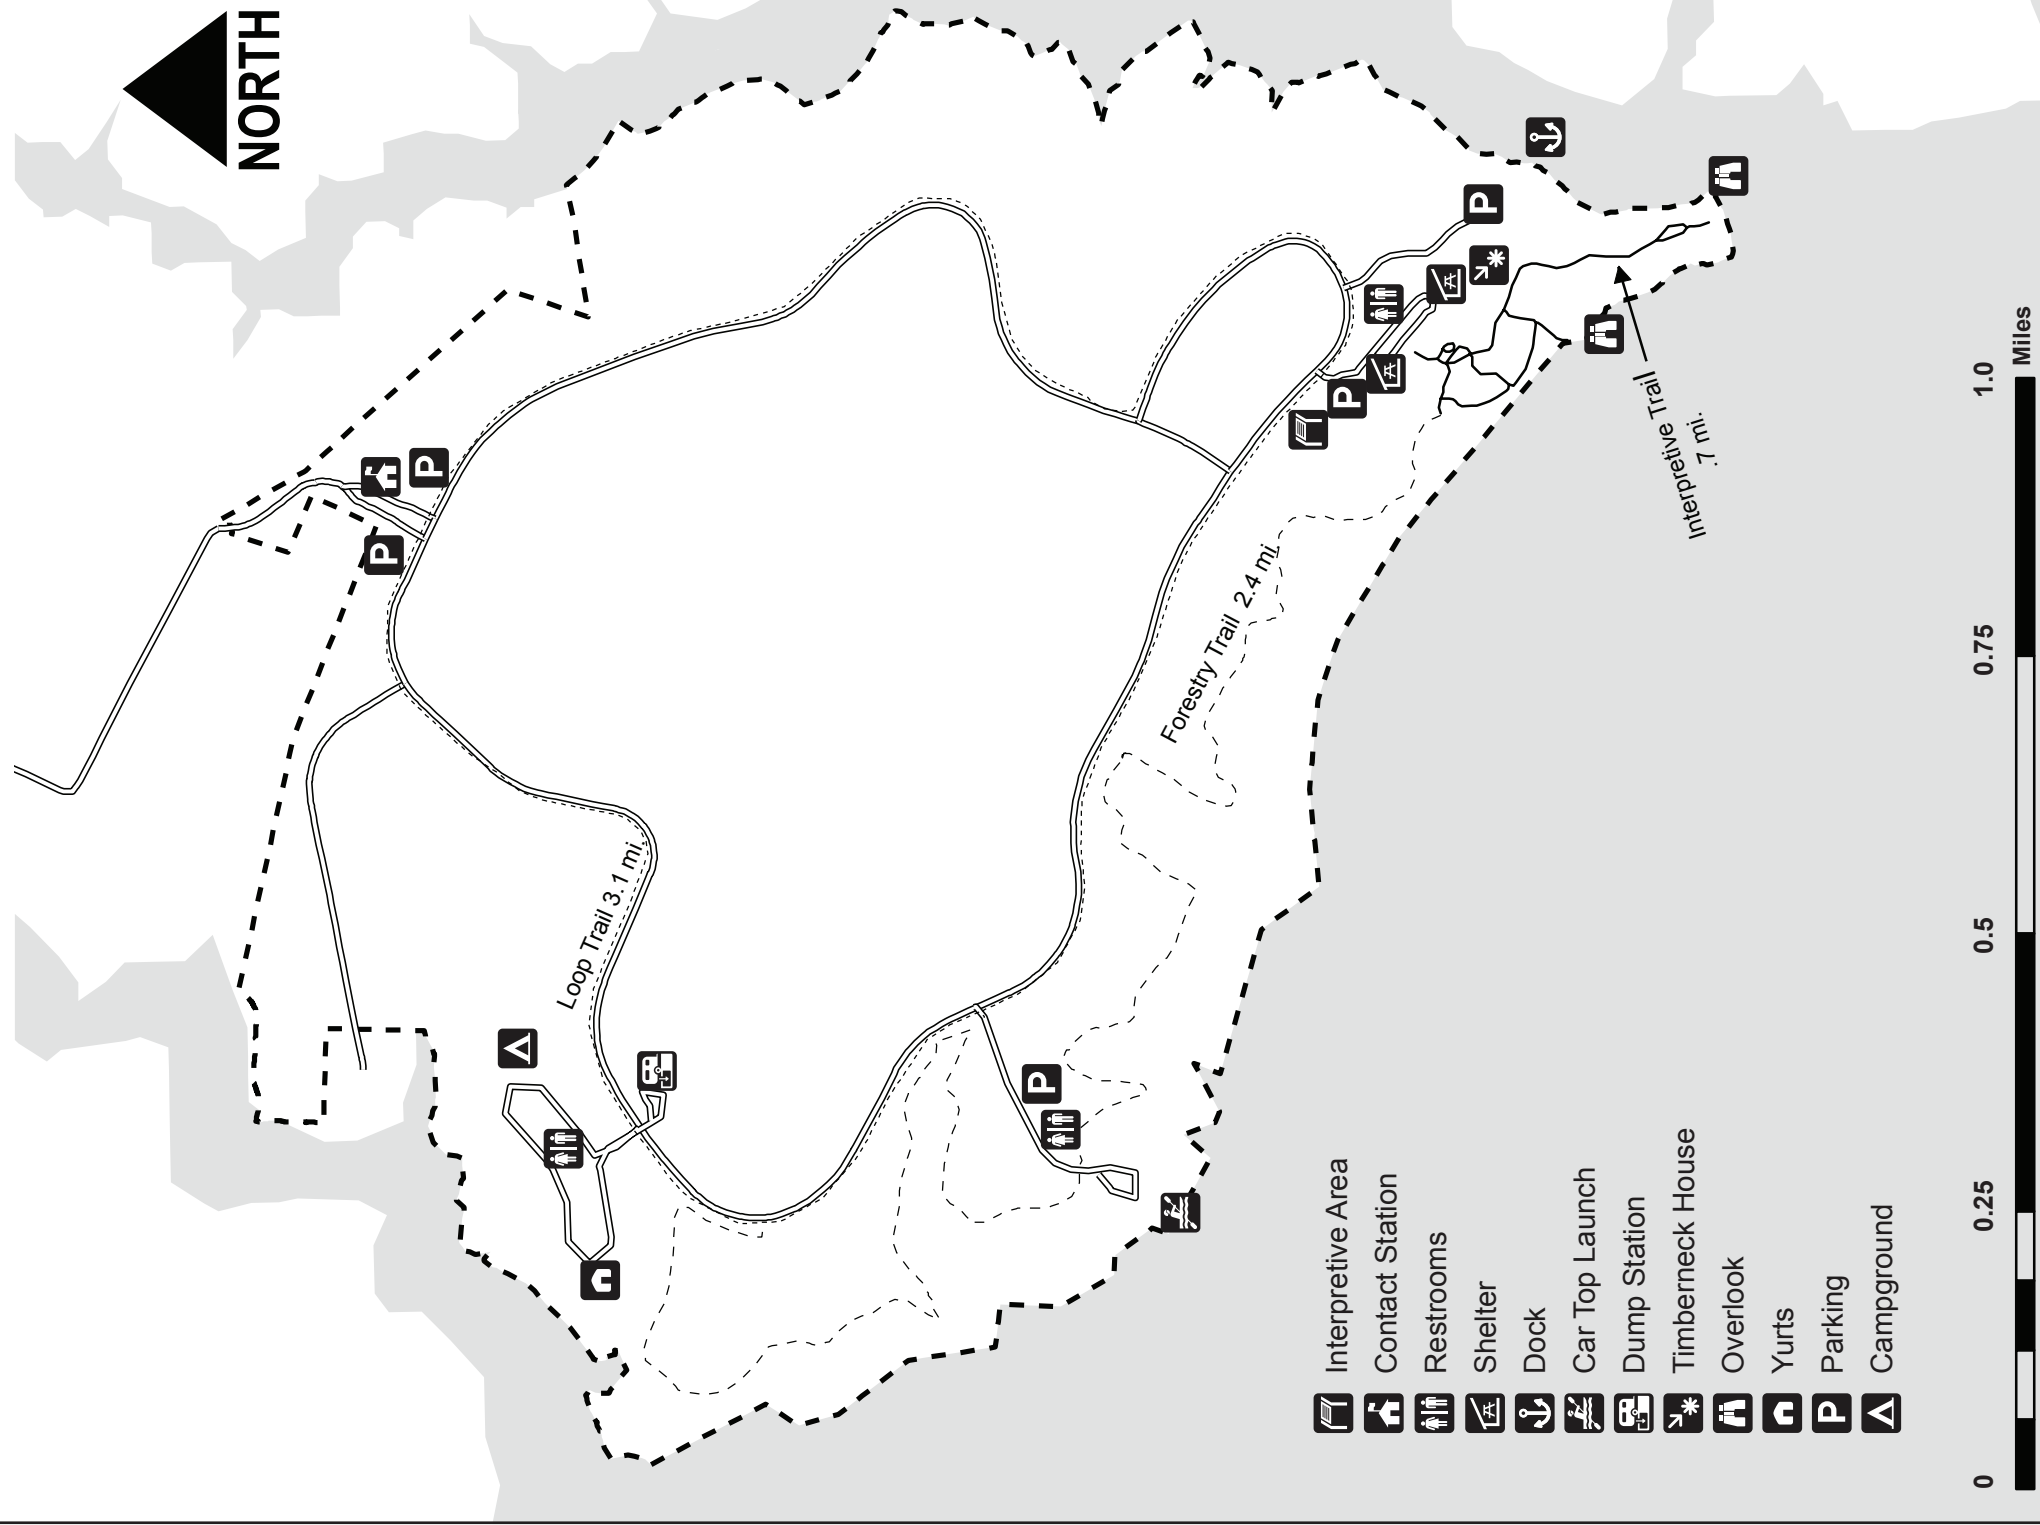 NORTH
Loop Trail 3.1 mi.
Forestry Trail 2.4 mi.
Interpretive Trail
.7 mi.
P
P
P
P
P
Interpretive Area
Contact Station
Restrooms
Shelter
Dock
Car Top Launch
Dump Station
Timberneck House
Overlook
Yurts
P Parking
Campground
0 0.25 0.5 0.75 1.0
Miles